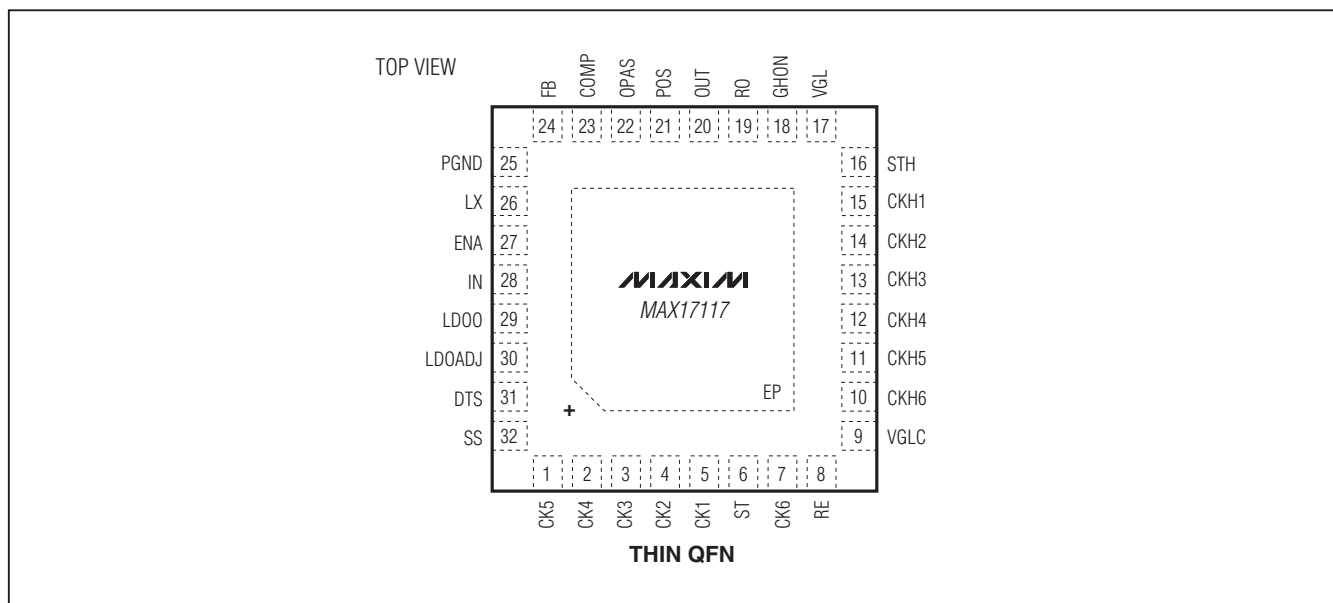 TOP VIEW
FB
COMP
OPAS
POS
OUT
RO
GHON
VGL
24 23 22 21 20 19 18 17
PGND 25
LX 26
ENA 27
IN 28
LDOO 29
LDOADJ 30
DTS 31
SS 32
16 STH
15 CKH1
14 CKH2
13 CKH3
12 CKH4
11 CKH5
10 CKH6
9 VGLC
MAXIM
MAX17117
EP
+
1 2 3 4 5 6 7 8
CK5
CK4
CK3
CK2
CK1
ST
CK6
RE
THIN QFN